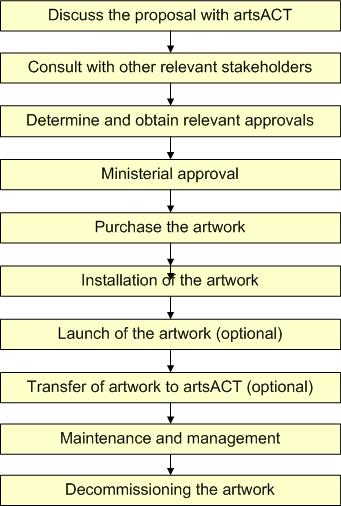 Discuss the proposal with artsACT
Consult with other relevant stakeholders
Determine and obtain relevant approvals
Ministerial approval
Purchase the artwork
Installation of the artwork
Launch of the artwork (optional)
Transfer of artwork to artsACT (optional)
Maintenance and management
Decommissioning the artwork